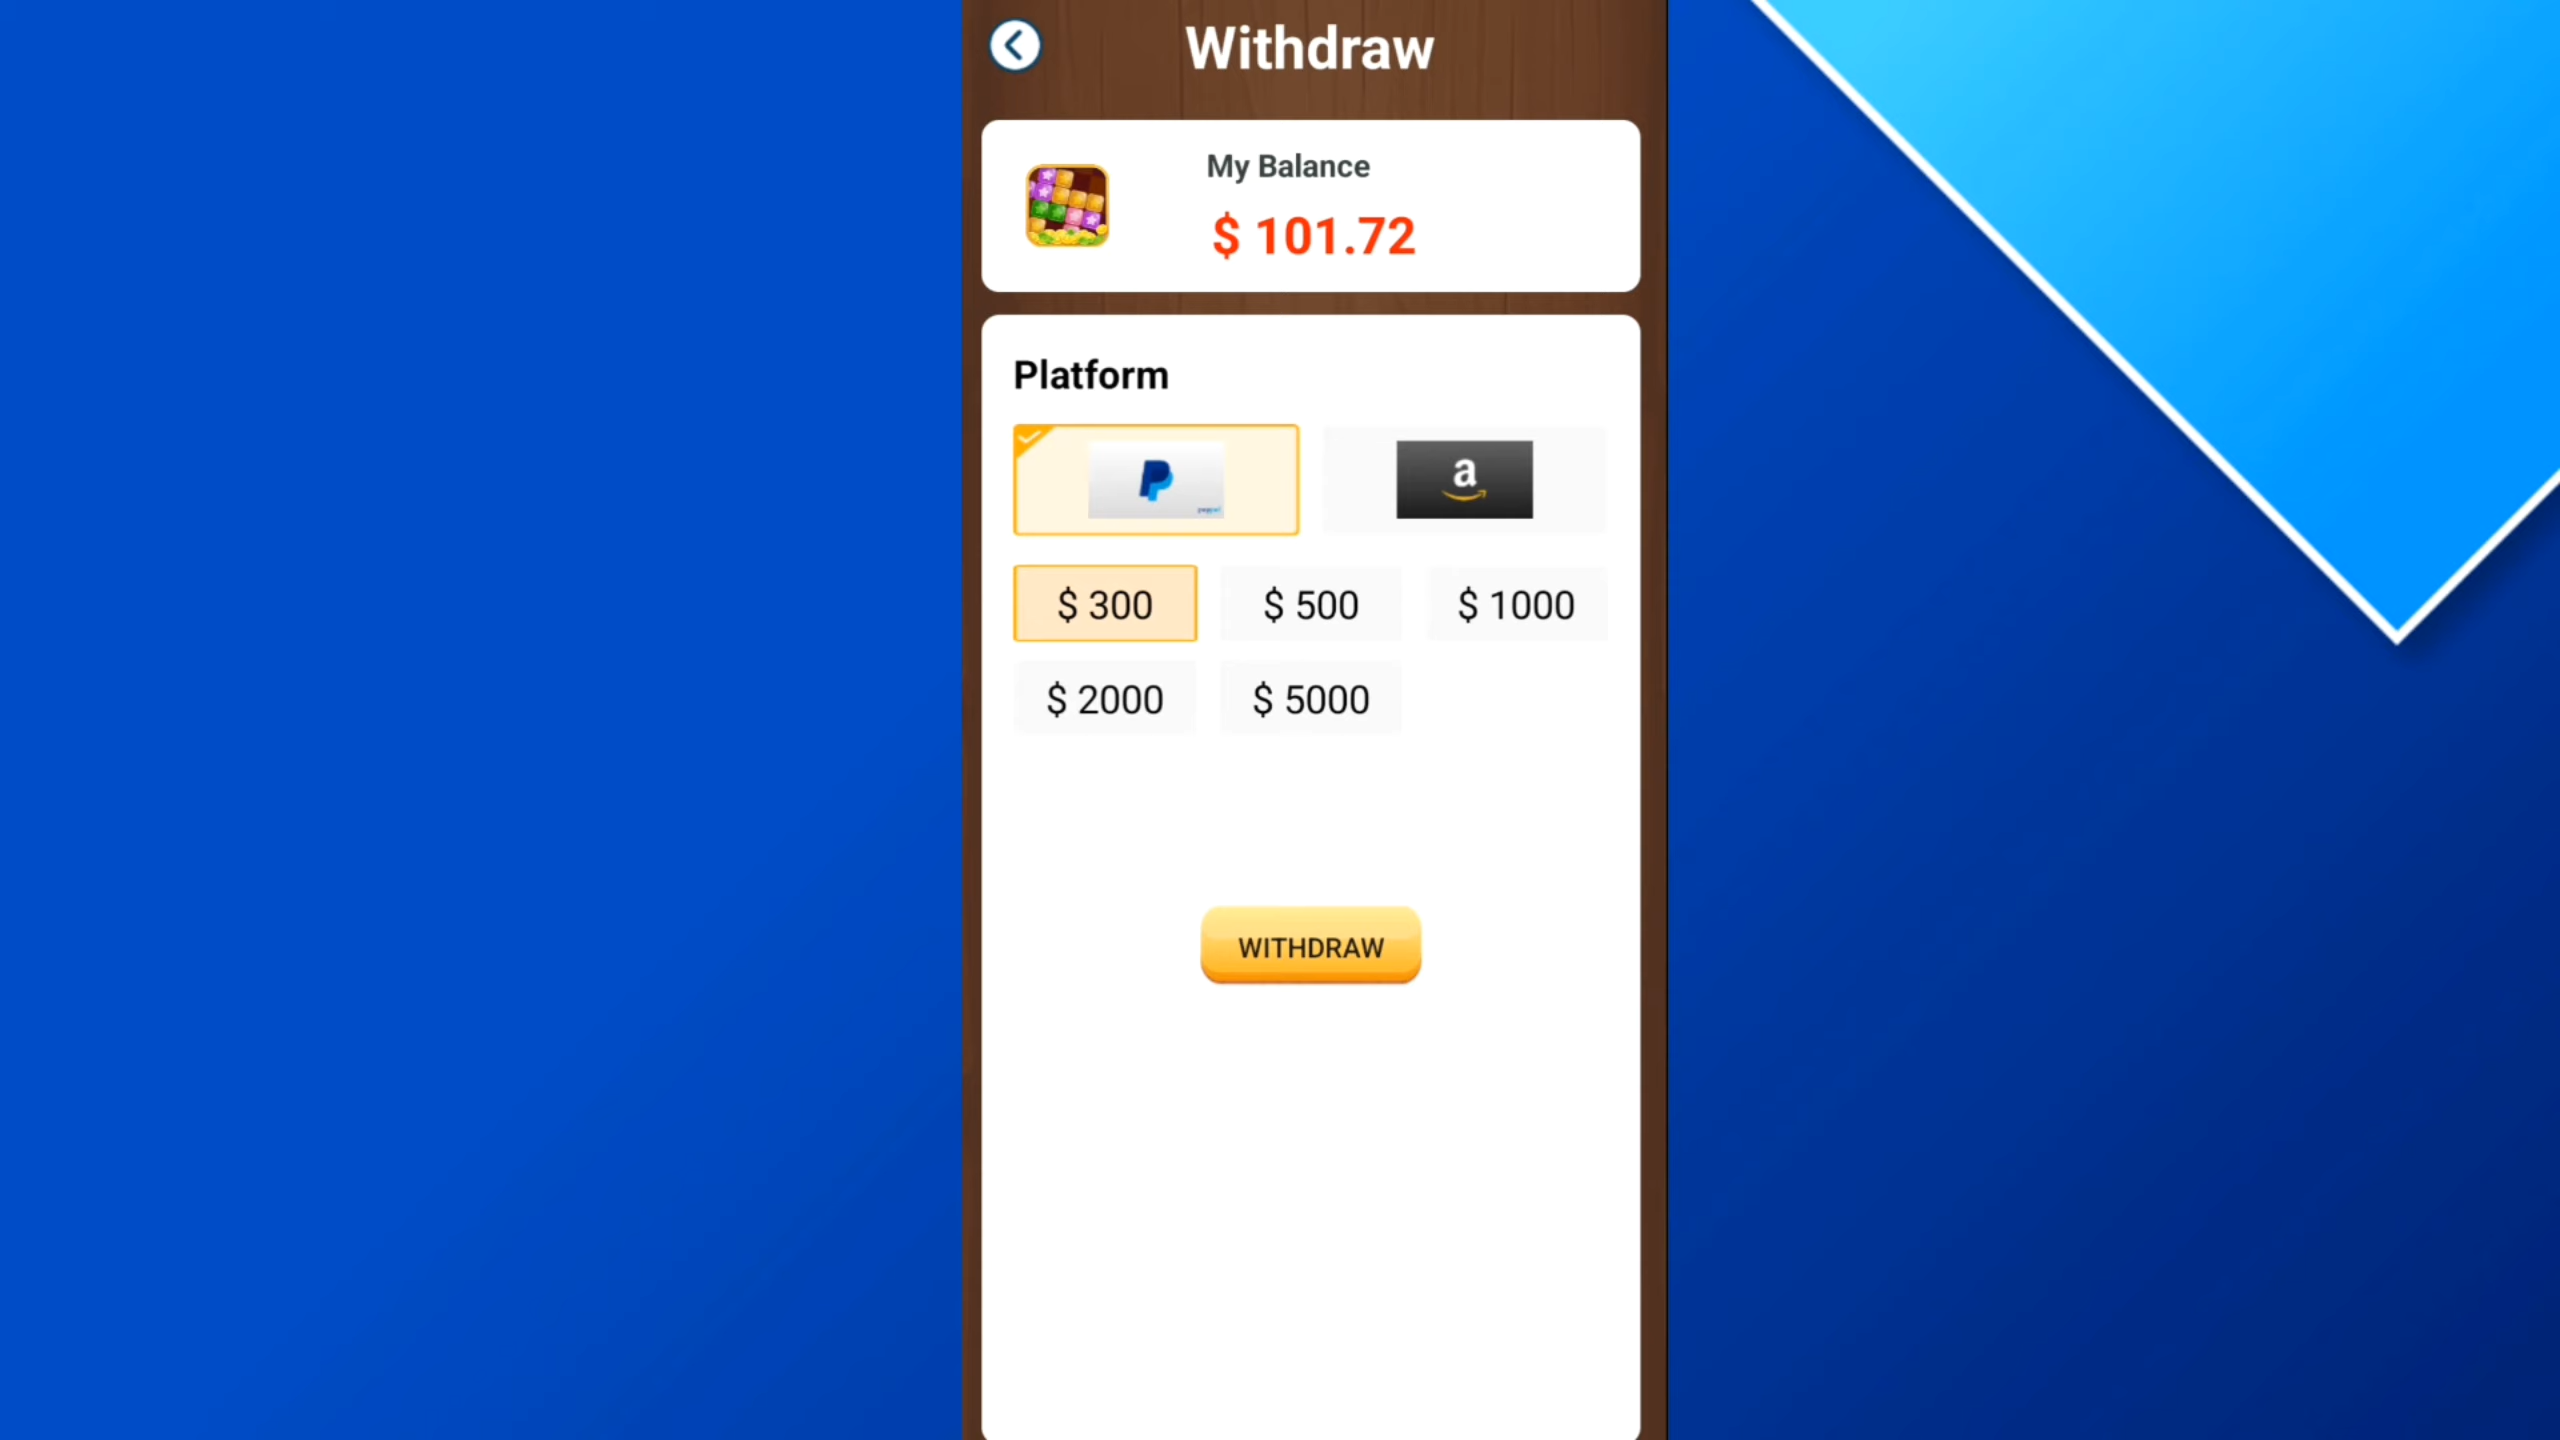 Withdraw
My Balance
$ 101.72
Platform
a
$ 300
$ 500
$ 1000
$ 2000
$ 5000
WITHDRAW